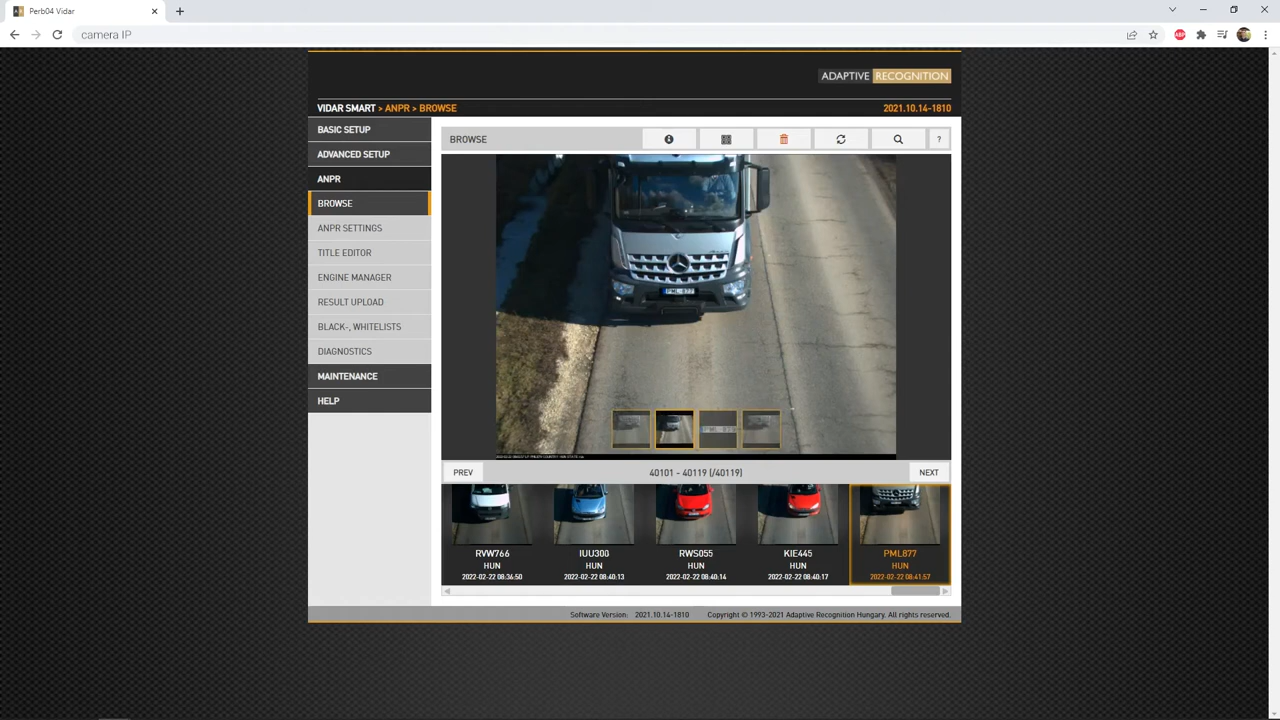 Perb04 Vidar
camera IP
ABP
ADAPTIVE RECOGNITION
VIDAR SMART > ANPR > BROWSE
2021.10.14-1810
BASIC SETUP
ADVANCED SETUP
ANPR
BROWSE
ANPR SETTINGS
TITLE EDITOR
ENGINE MANAGER
RESULT UPLOAD
BLACK-, WHITELISTS
DIAGNOSTICS
MAINTENANCE
HELP
BROWSE
?
PML-877
PREV
40101 - 40119 (/40119)
NEXT
RVW766
HUN
2022-02-22 08:36:50
IUU300
HUN
2022-02-22 08:40:13
RWS055
HUN
2022-02-22 08:40:14
KIE445
HUN
2022-02-22 08:40:17
PML877
HUN
2022-02-22 08:41:57
Software Version: 2021.10.14-1810
Copyright © 1993-2021 Adaptive Recognition Hungary. All rights reserved.